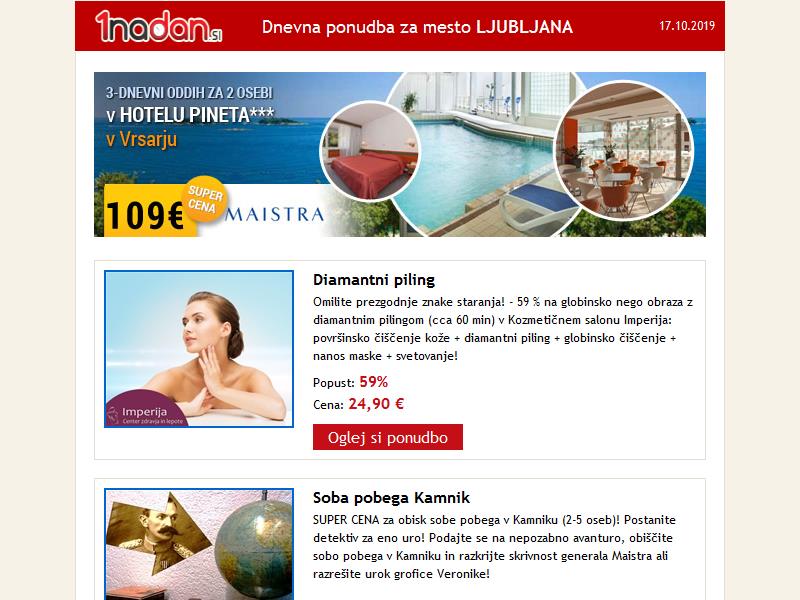 1nadan.si
Dnevna ponudba za mesto LJUBLJANA
17.10.2019
3-DNEVNI ODDIH ZA 2 OSEBI
v HOTELU PINETA***
v Vrsarju
109€
SUPER
CENA
MAISTRA
Diamantni piling
Omilite prezgodnje znake staranja! - 59 % na globinsko nego obraza z
diamantnim pilingom (cca 60 min) v Kozmetičnem salonu Imperija:
površinsko čiščenje kože + diamantni piling + globinsko čiščenje +
nanos maske + svetovanje!
Popust: 59%
Cena: 24,90 €
Oglej si ponudbo
Imperija
Center zdravja in lepote
Soba pobega Kamnik
SUPER CENA za obisk sobe pobega v Kamniku (2-5 oseb)! Postanite
detektiv za eno uro! Podajte se na nepozabno avanturo, obiščite
sobo pobega v Kamniku in razkrijte skrivnost generala Maistra ali
razrešite urok grofice Veronike!